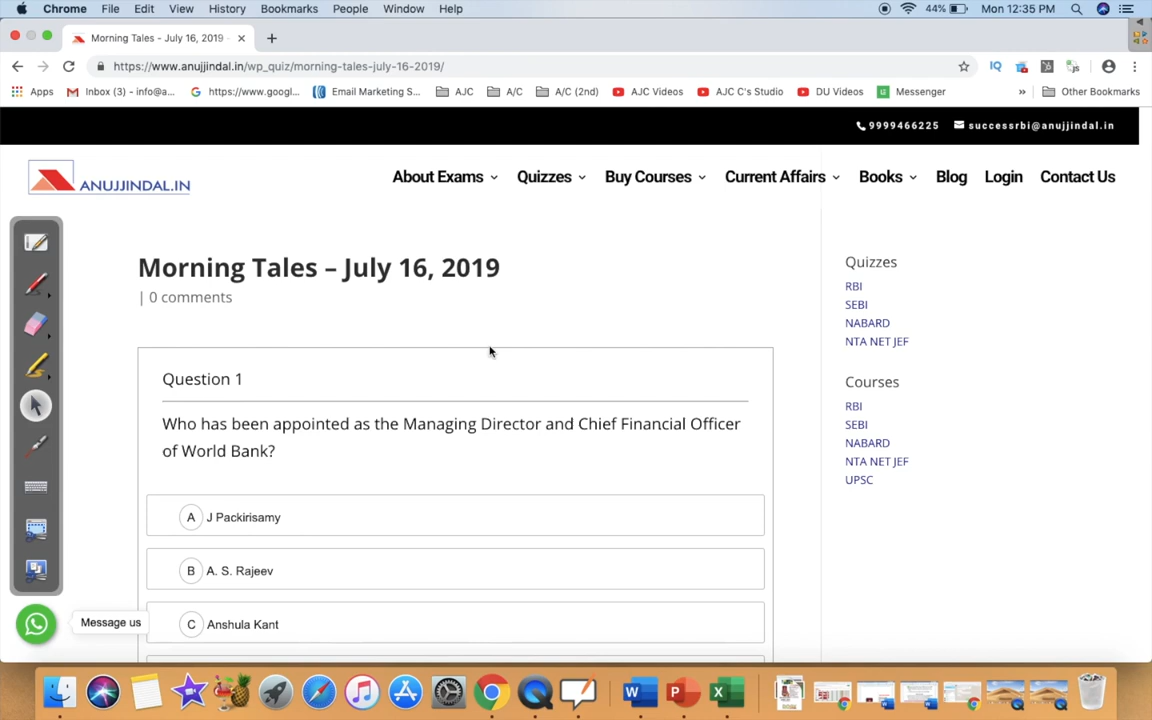 Chrome File Edit View History Bookmarks People Window Help 44% Mon 12:35 PM
Morning Tales – July 16, 2019
https://www.anujjindal.in/wp_quiz/morning-tales-july-16-2019/
Apps Inbox (3) - info@a... https://www.googl... Email Marketing S... AJC A/C A/C (2nd) AJC Videos AJC C's Studio DU Videos Messenger » Other Bookmarks
9999466225 successrbi@anujjindal.in
ANUJJINDAL.IN About Exams Quizzes Buy Courses Current Affairs Books Blog Login Contact Us
Morning Tales – July 16, 2019
| 0 comments
Question 1
Who has been appointed as the Managing Director and Chief Financial Officer
of World Bank?
A J Packirisamy
B A. S. Rajeev
C Anshula Kant
Quizzes
RBI
SEBI
NABARD
NTA NET JEF
Courses
RBI
SEBI
NABARD
NTA NET JEF
UPSC
Message us